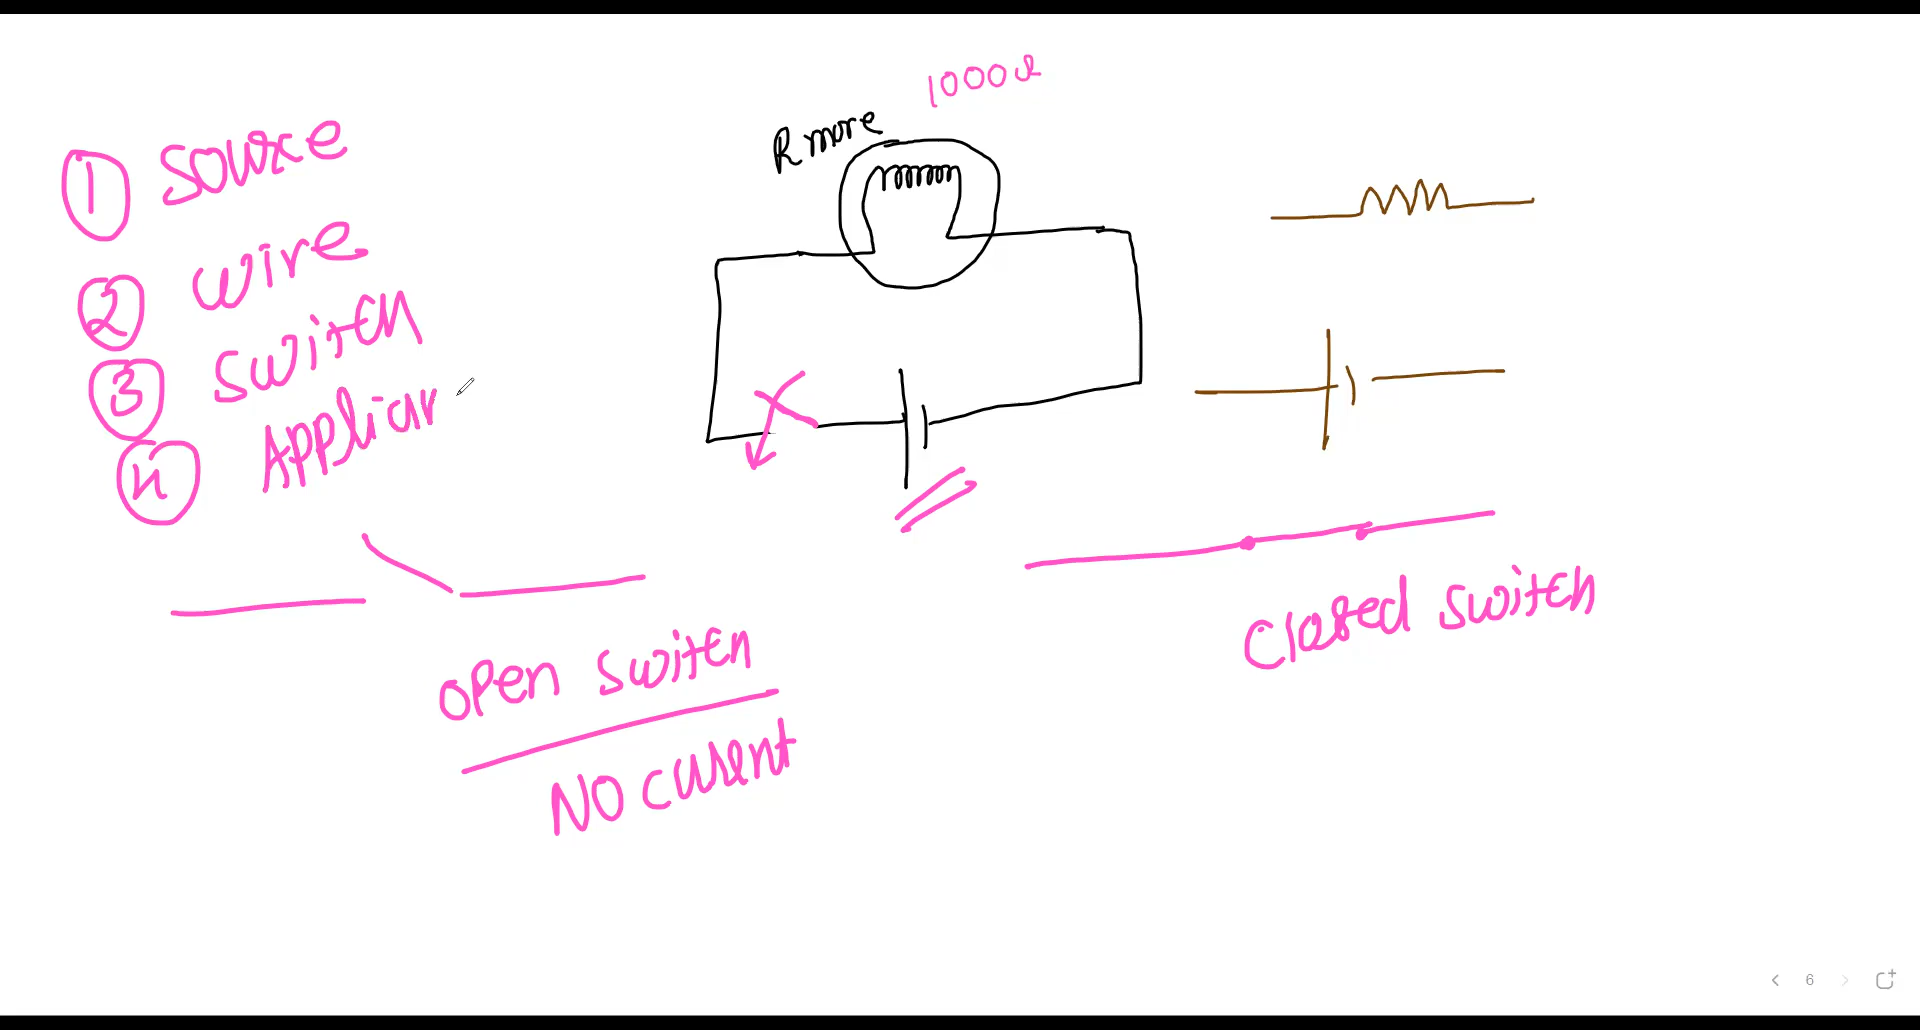 1000Ω
R more
① Source
② wire
③ Switch
④ Applian
open switch
No current
Closed switch
6